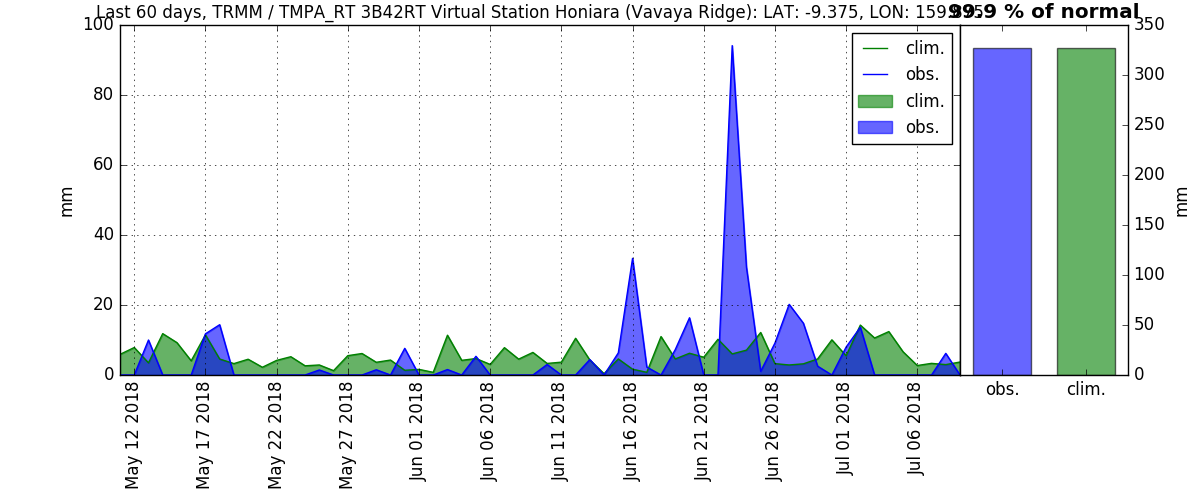 Last 60 days, TRMM / TMPA_RT 3B42RT Virtual Station Honiara (Vavaya Ridge): LAT: -9.375, LON: 159.875
99.9 % of normal
100
80
60
40
20
0
mm
clim.
obs.
clim.
obs.
350
300
250
200
150
100
50
0
mm
May 12 2018
May 17 2018
May 22 2018
May 27 2018
Jun 01 2018
Jun 06 2018
Jun 11 2018
Jun 16 2018
Jun 21 2018
Jun 26 2018
Jul 01 2018
Jul 06 2018
obs.
clim.